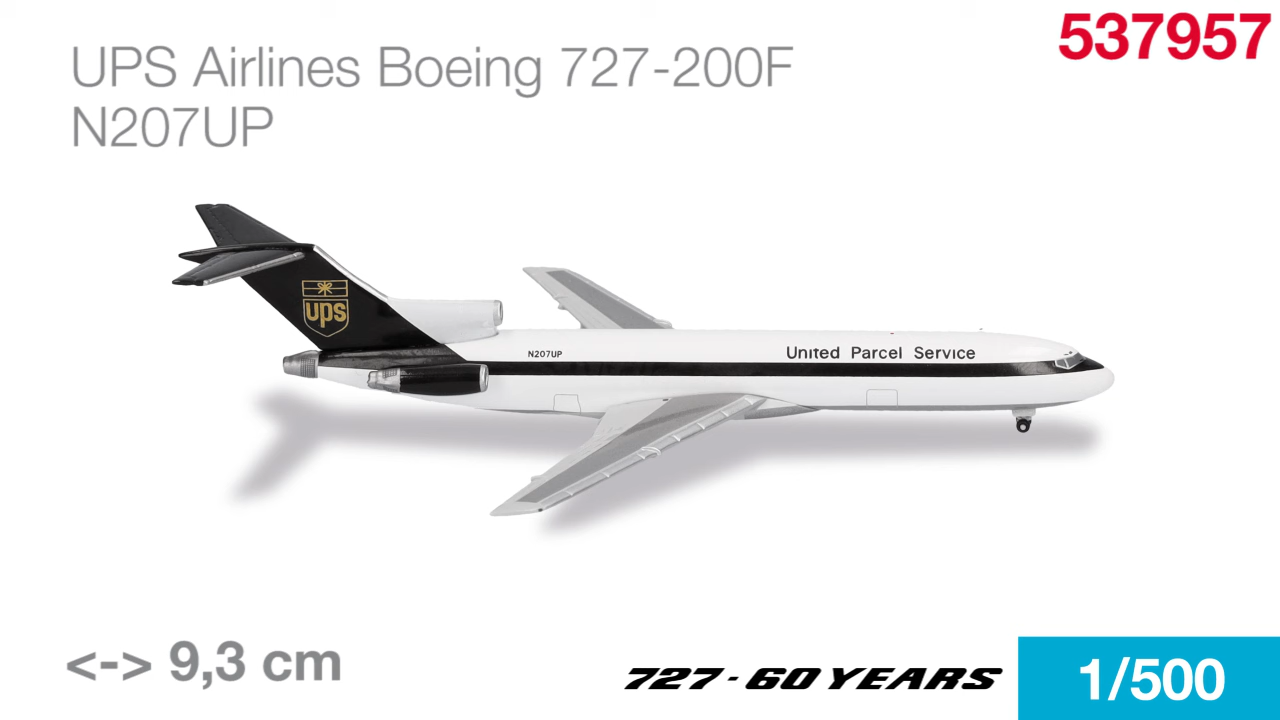 UPS Airlines Boeing 727-200F
N207UP
537957
ups
N207UP
United Parcel Service
<-> 9,3 cm
727 - 60 YEARS
1/500